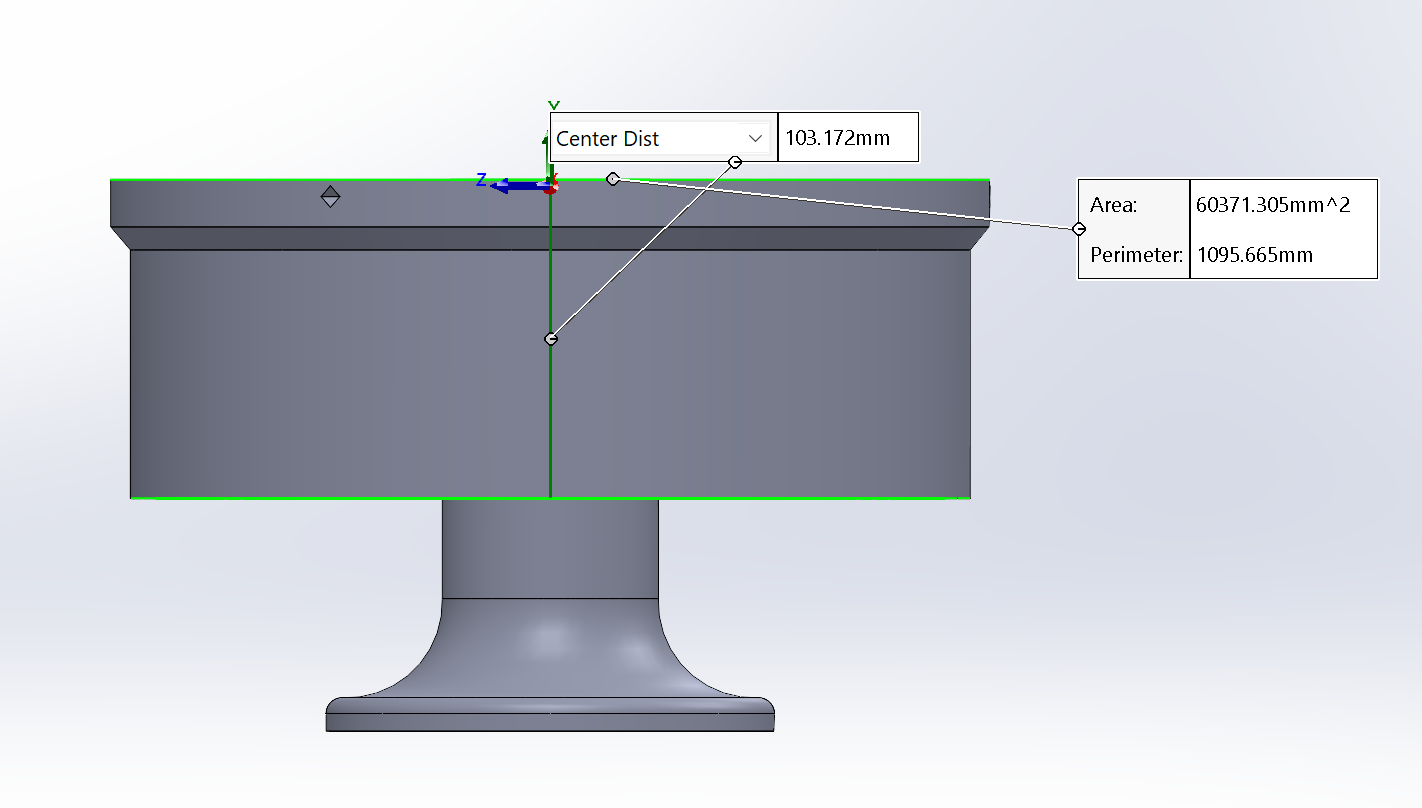 Y
Center Dist 103.172mm
Z
Area: 60371.305mm^2
Perimeter: 1095.665mm